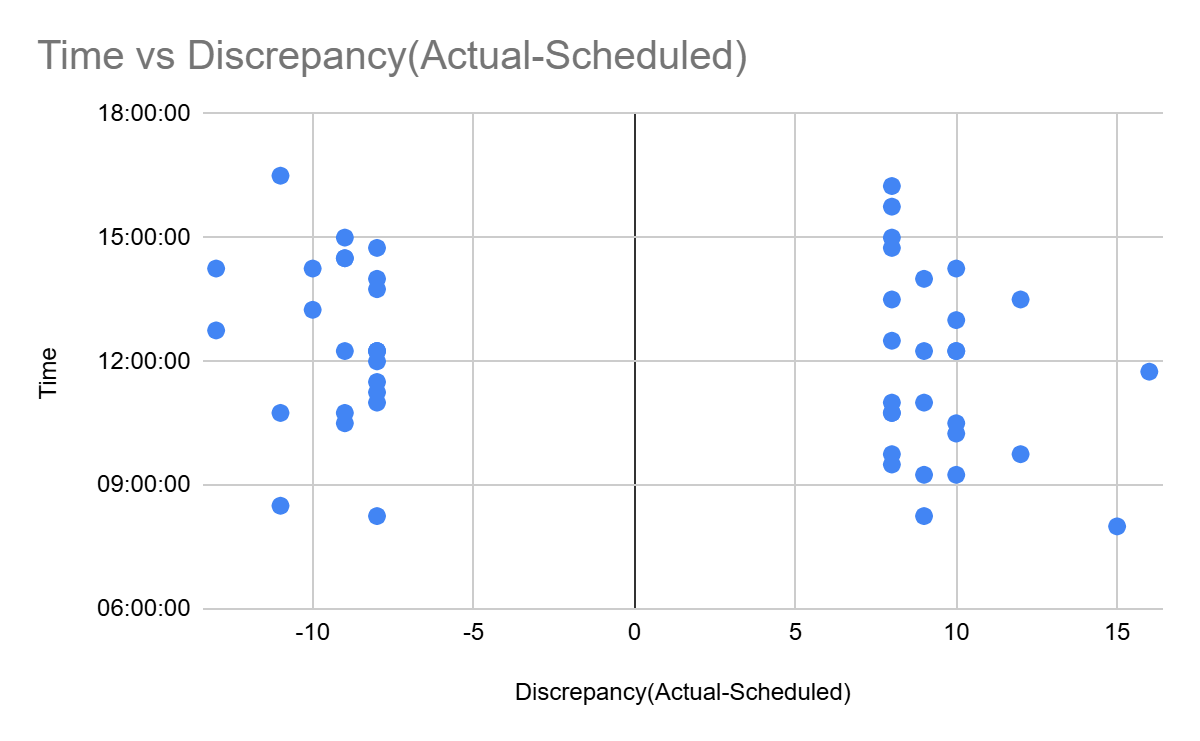 Time vs Discrepancy(Actual-Scheduled)
18:00:00
15:00:00
12:00:00
09:00:00
06:00:00
Time
-10 -5 0 5 10 15
Discrepancy(Actual-Scheduled)